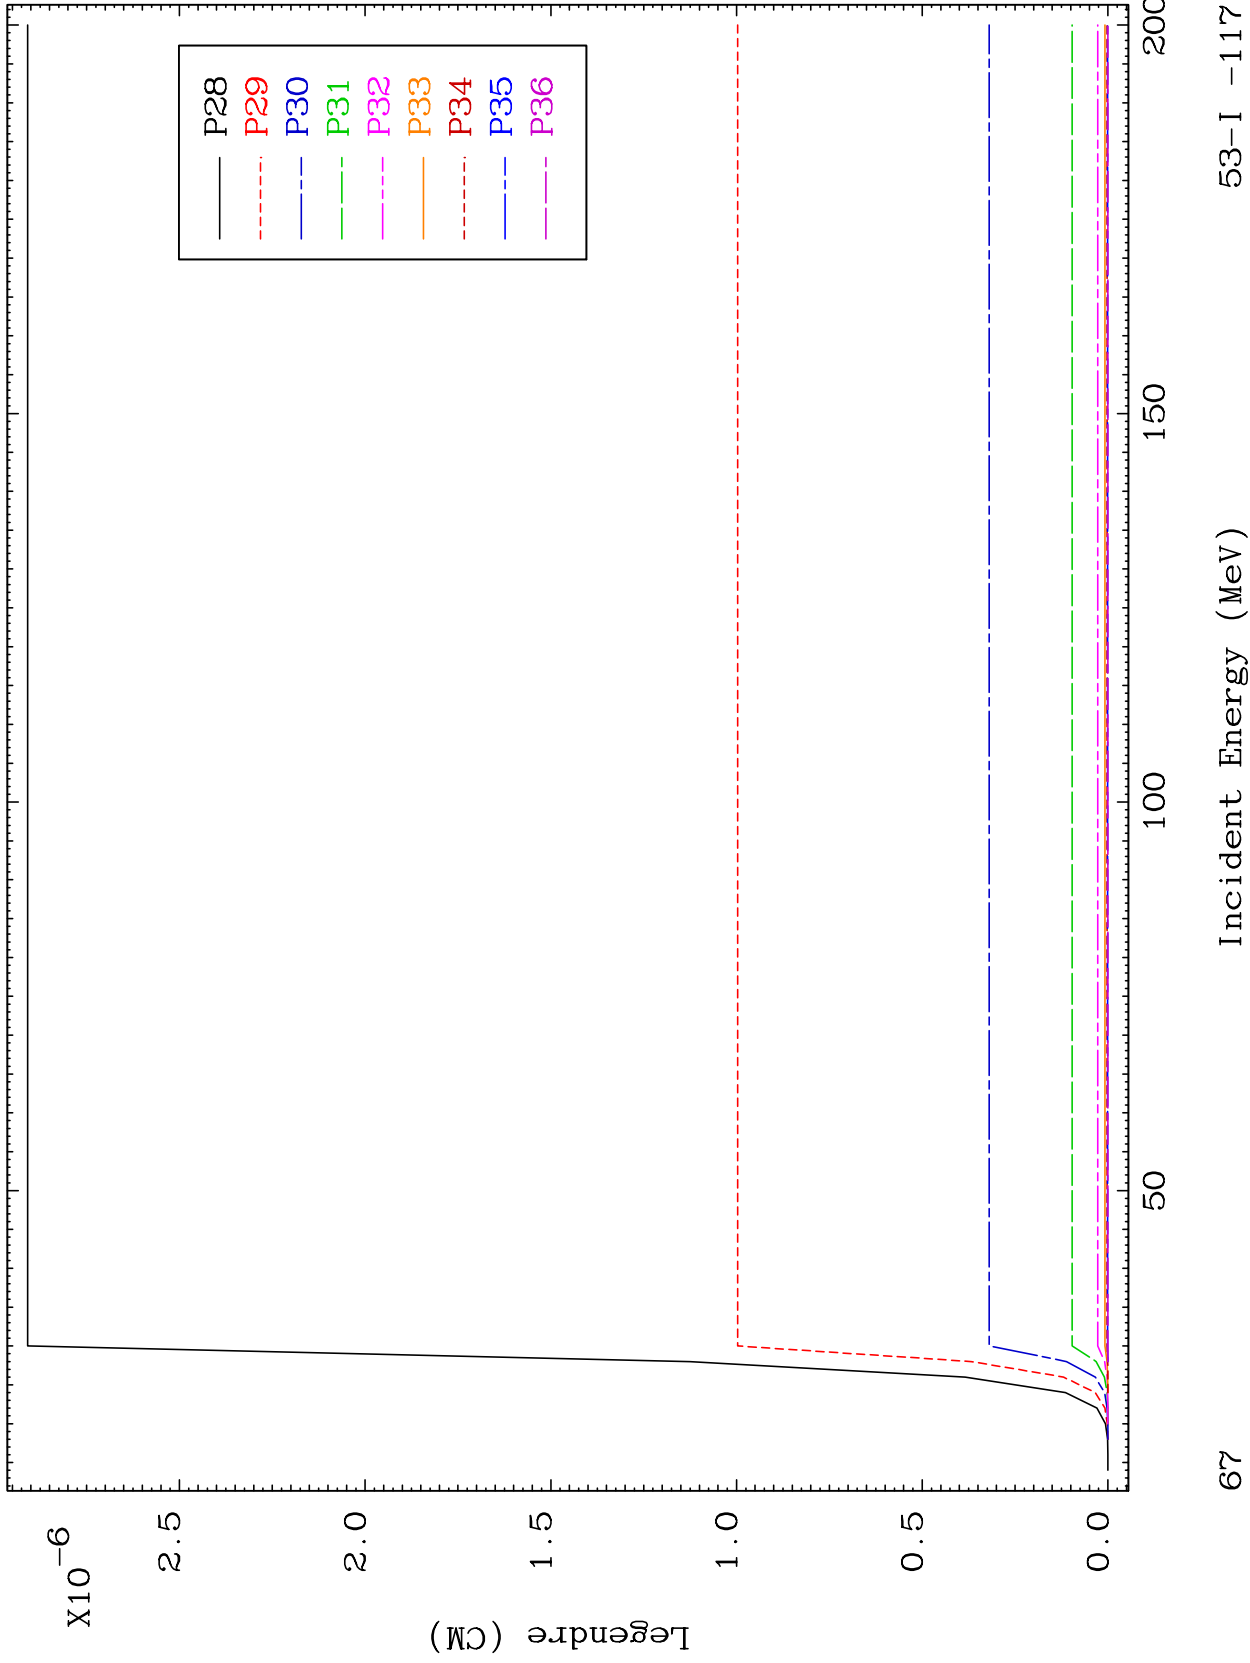 X10-6
2.5
2.0
1.5
1.0
0.5
0.0
Legendre (CM)
P28
P29
P30
P31
P32
P33
P34
P35
P36
50
100
150
200
Incident Energy (MeV)
67
53-I -117